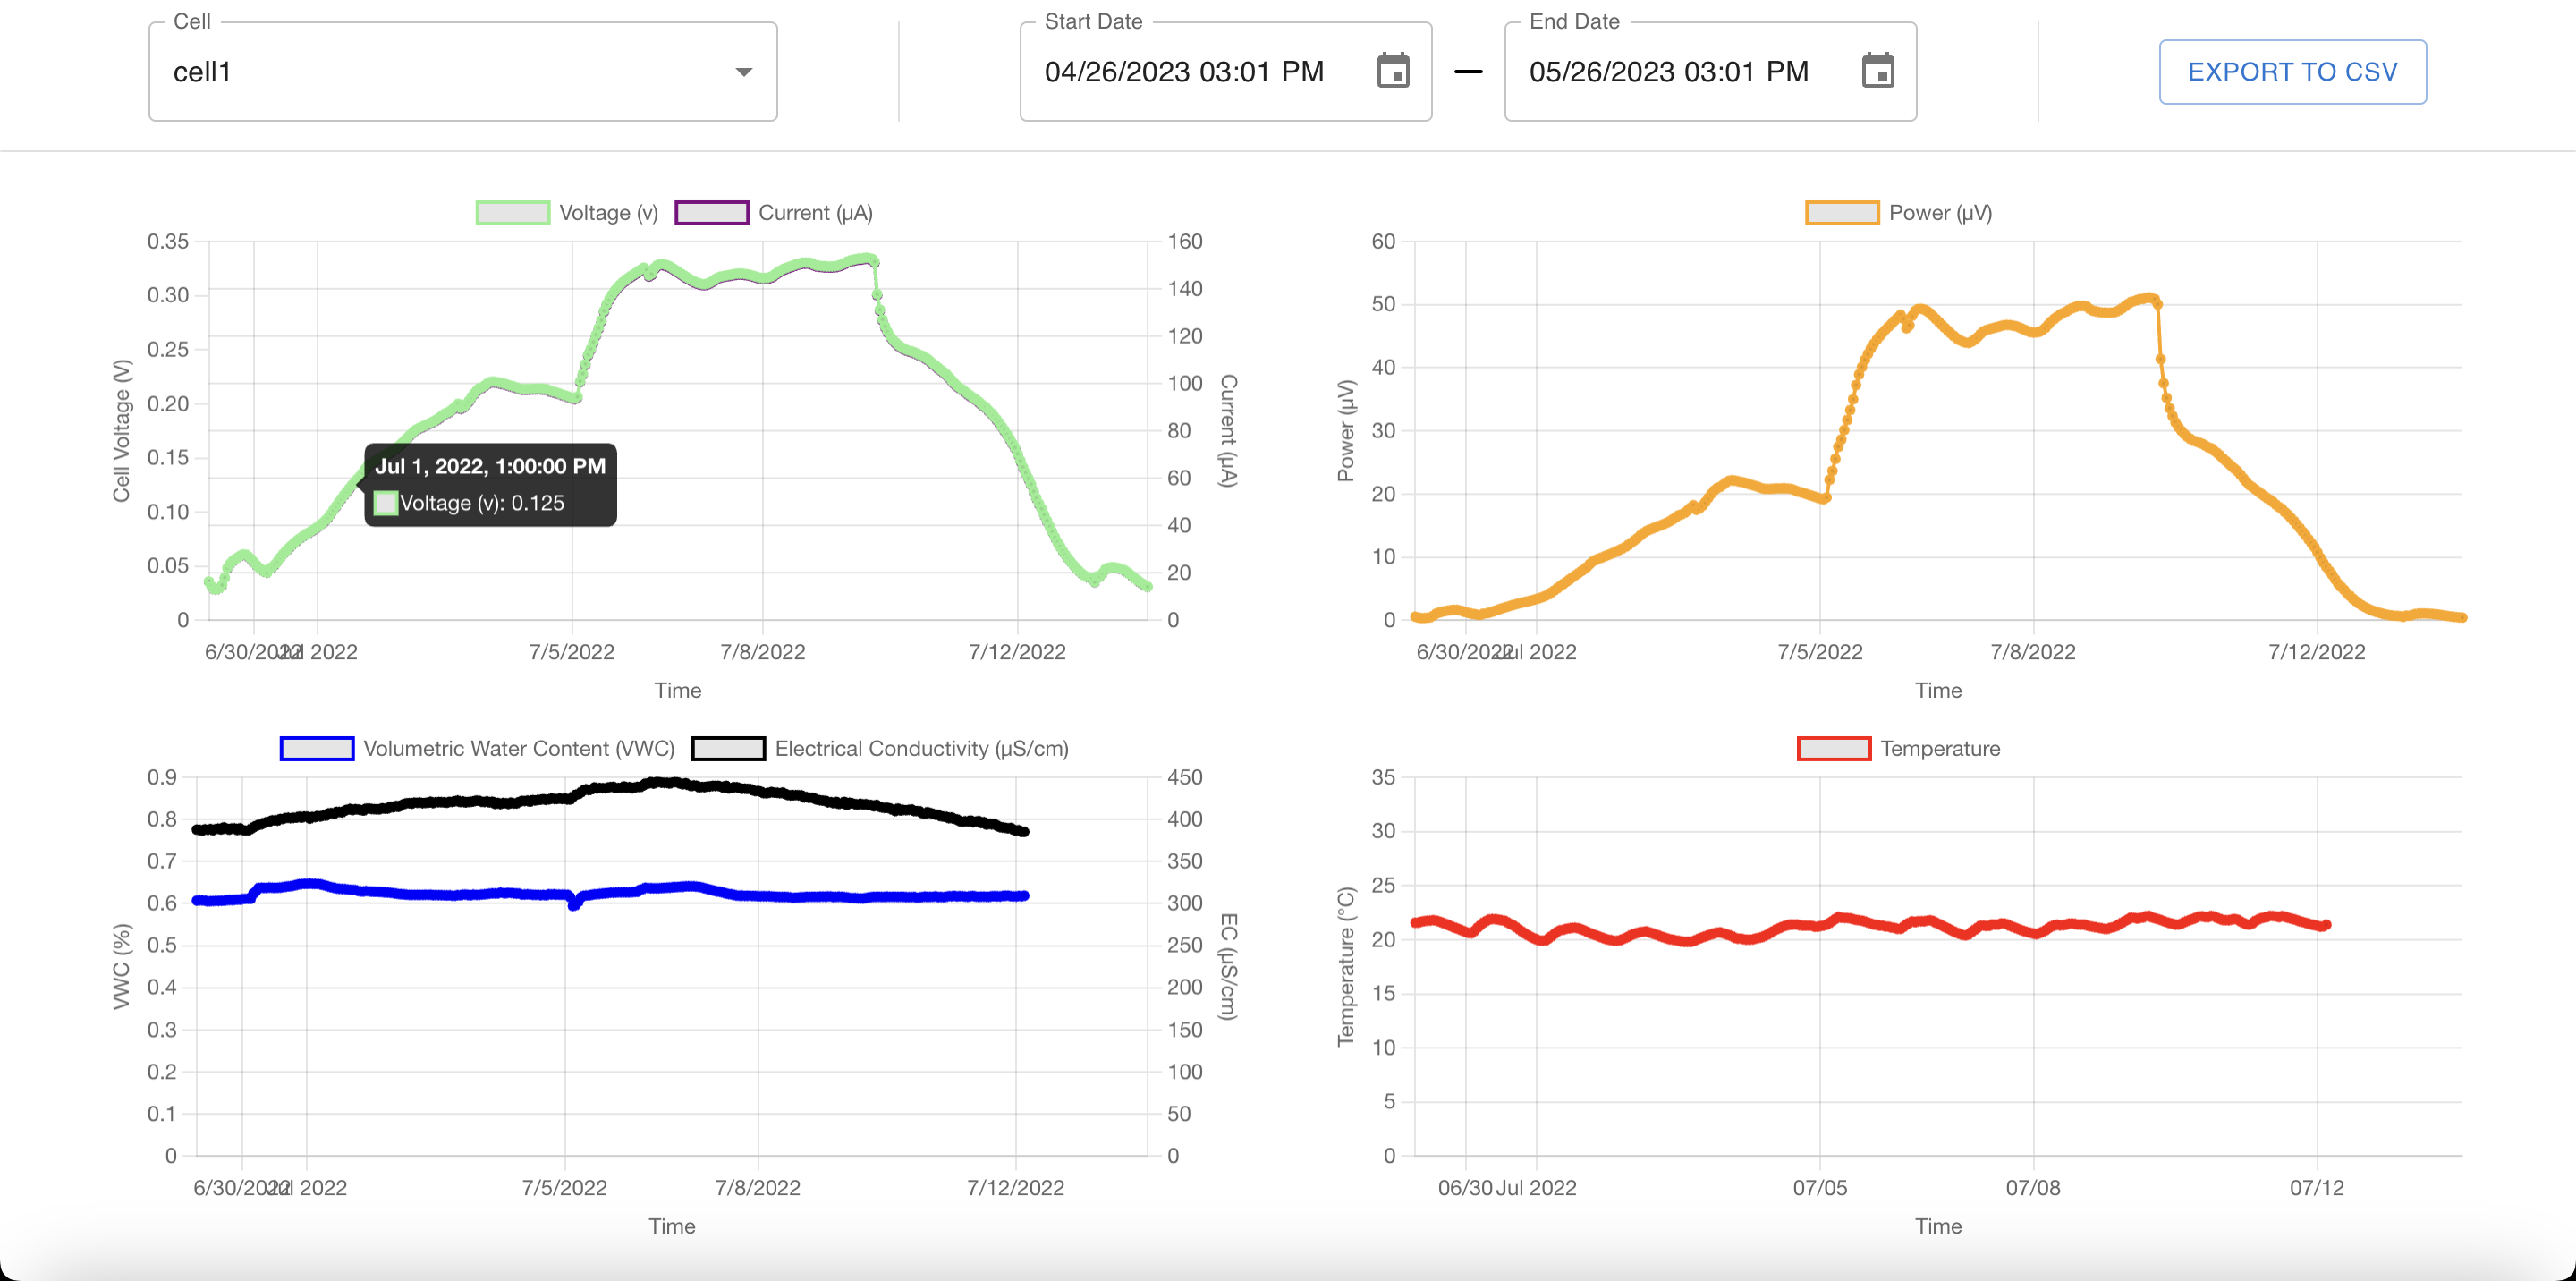 Cell
cell1
Start Date
04/26/2023 03:01 PM
—
End Date
05/26/2023 03:01 PM
EXPORT TO CSV
Voltage (v) Current (µA)
0.35
0.30
0.25
0.20
0.15
0.10
0.05
0
Cell Voltage (V)
160
140
120
100
80
60
40
20
0
Current (µA)
Jul 1, 2022, 1:00:00 PM
Voltage (v): 0.125
6/30/2022 Jul 2022 7/5/2022 7/8/2022 7/12/2022
Time
Power (µV)
60
50
40
30
20
10
0
Power (µV)
6/30/2022 Jul 2022 7/5/2022 7/8/2022 7/12/2022
Time
Volumetric Water Content (VWC) Electrical Conductivity (µS/cm)
0.9
0.8
0.7
0.6
0.5
0.4
0.3
0.2
0.1
0
VWC (%)
450
400
350
300
250
200
150
100
50
0
EC (µS/cm)
6/30/2022 Jul 2022 7/5/2022 7/8/2022 7/12/2022
Time
Temperature
35
30
25
20
15
10
5
0
Temperature (°C)
06/30 Jul 2022 07/05 07/08 07/12
Time